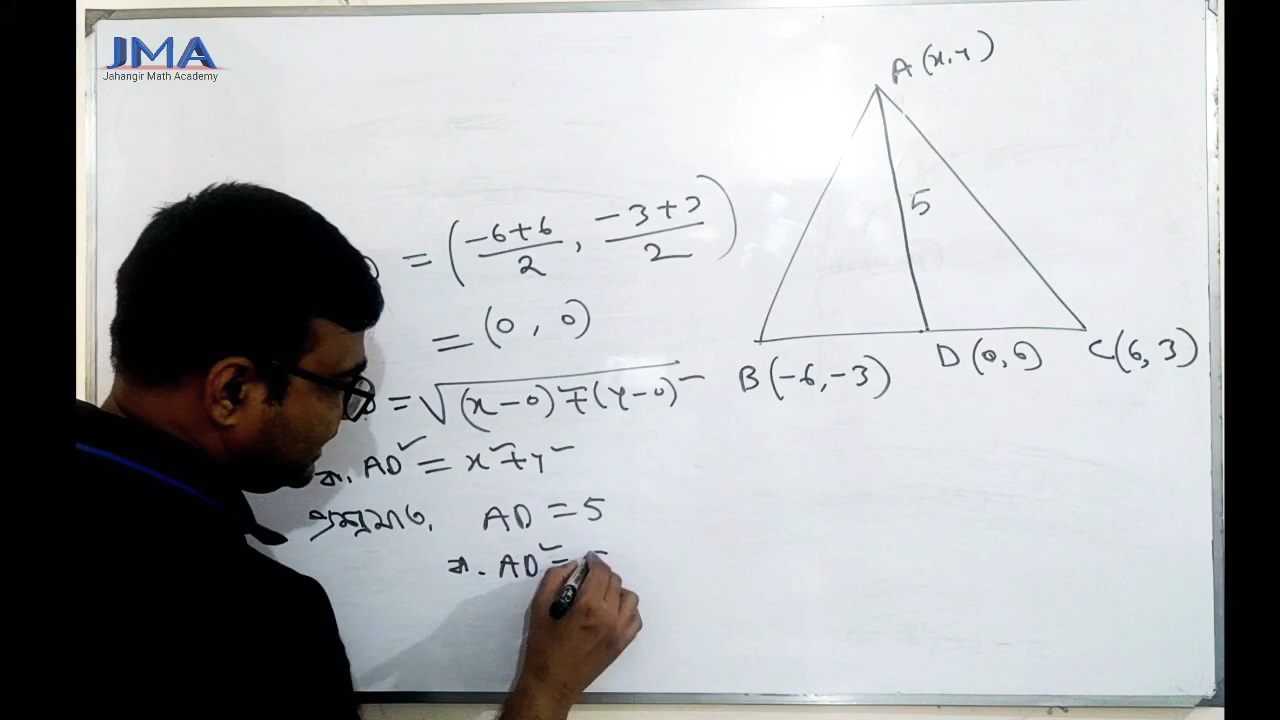 JMA
Jahangir Math Academy
A(x,y)
= (-6+6/2, -3+3/2)
5
= (0, 0)
B(-6,-3) D(0,0) C(6,3)
= √(x-0)²+(y-0)²
বা, AD² = x²+y²
প্রশ্নমতে, AD = 5
বা, AD² =